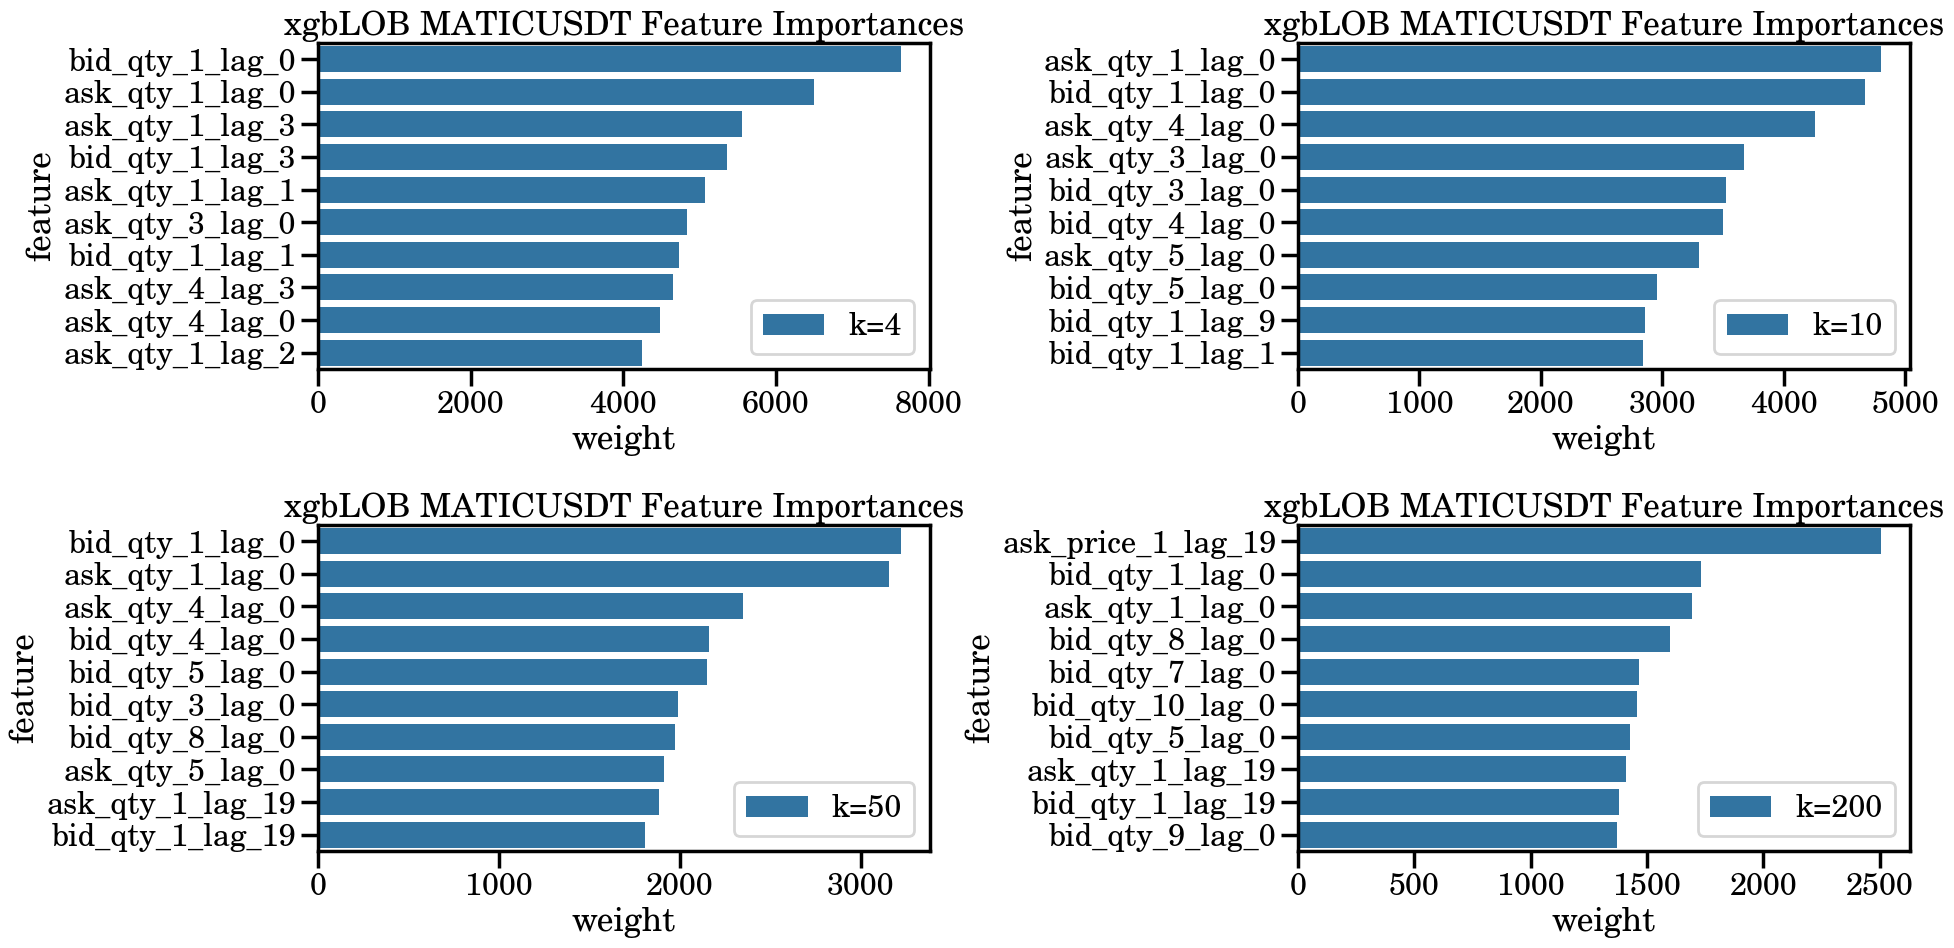 xgbLOB MATICUSDT Feature Importances
feature
bid_qty_1_lag_0
ask_qty_1_lag_0
ask_qty_1_lag_3
bid_qty_1_lag_3
ask_qty_1_lag_1
ask_qty_3_lag_0
bid_qty_1_lag_1
ask_qty_4_lag_3
ask_qty_4_lag_0
ask_qty_1_lag_2
k=4
0 2000 4000 6000 8000
weight
xgbLOB MATICUSDT Feature Importances
feature
ask_qty_1_lag_0
bid_qty_1_lag_0
ask_qty_4_lag_0
ask_qty_3_lag_0
bid_qty_3_lag_0
bid_qty_4_lag_0
ask_qty_5_lag_0
bid_qty_5_lag_0
bid_qty_1_lag_9
bid_qty_1_lag_1
k=10
0 1000 2000 3000 4000 5000
weight
xgbLOB MATICUSDT Feature Importances
feature
bid_qty_1_lag_0
ask_qty_1_lag_0
ask_qty_4_lag_0
bid_qty_4_lag_0
bid_qty_5_lag_0
bid_qty_3_lag_0
bid_qty_8_lag_0
ask_qty_5_lag_0
ask_qty_1_lag_19
bid_qty_1_lag_19
k=50
0 1000 2000 3000
weight
xgbLOB MATICUSDT Feature Importances
feature
ask_price_1_lag_19
bid_qty_1_lag_0
ask_qty_1_lag_0
bid_qty_8_lag_0
bid_qty_7_lag_0
bid_qty_10_lag_0
bid_qty_5_lag_0
ask_qty_1_lag_19
bid_qty_1_lag_19
bid_qty_9_lag_0
k=200
0 500 1000 1500 2000 2500
weight